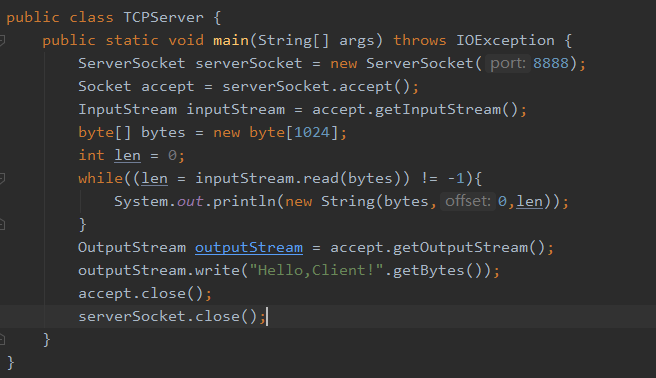 public class TCPServer {
public static void main(String[] args) throws IOException {
ServerSocket serverSocket = new ServerSocket( port: 8888);
Socket accept = serverSocket.accept();
InputStream inputStream = accept.getInputStream();
byte[] bytes = new byte[1024];
int len = 0;
while((len = inputStream.read(bytes)) != -1){
System.out.println(new String(bytes, offset: 0,len));
}
OutputStream outputStream = accept.getOutputStream();
outputStream.write("Hello,Client!".getBytes());
accept.close();
serverSocket.close();
}
}